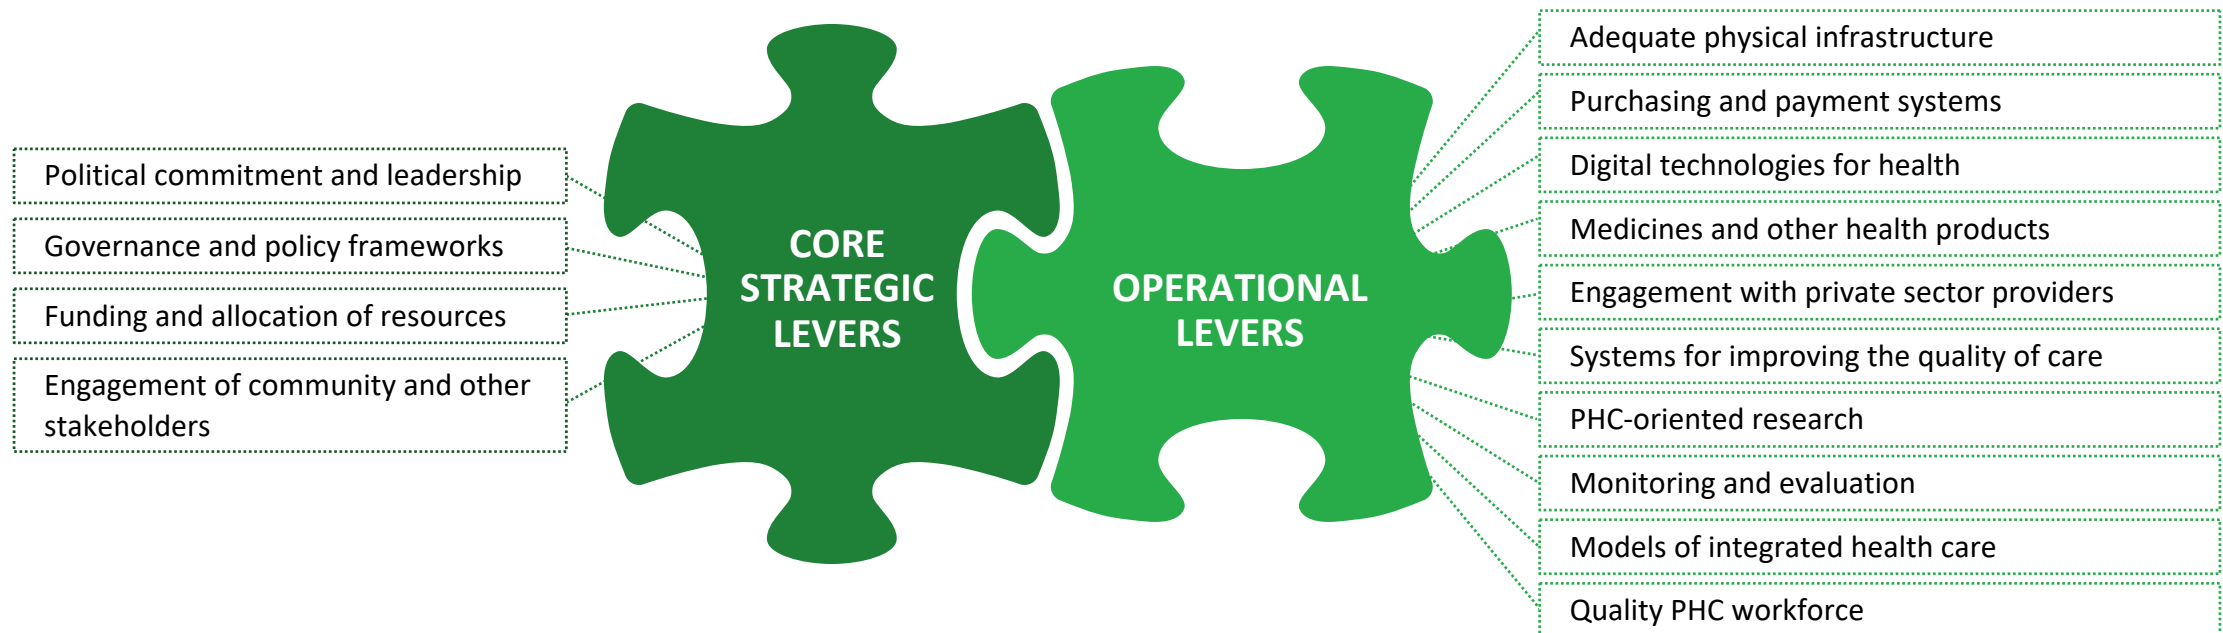 Political commitment and leadership
Governance and policy frameworks
Funding and allocation of resources
Engagement of community and other
stakeholders
CORE
STRATEGIC
LEVERS
OPERATIONAL
LEVERS
Adequate physical infrastructure
Purchasing and payment systems
Digital technologies for health
Medicines and other health products
Engagement with private sector providers
Systems for improving the quality of care
PHC-oriented research
Monitoring and evaluation
Models of integrated health care
Quality PHC workforce